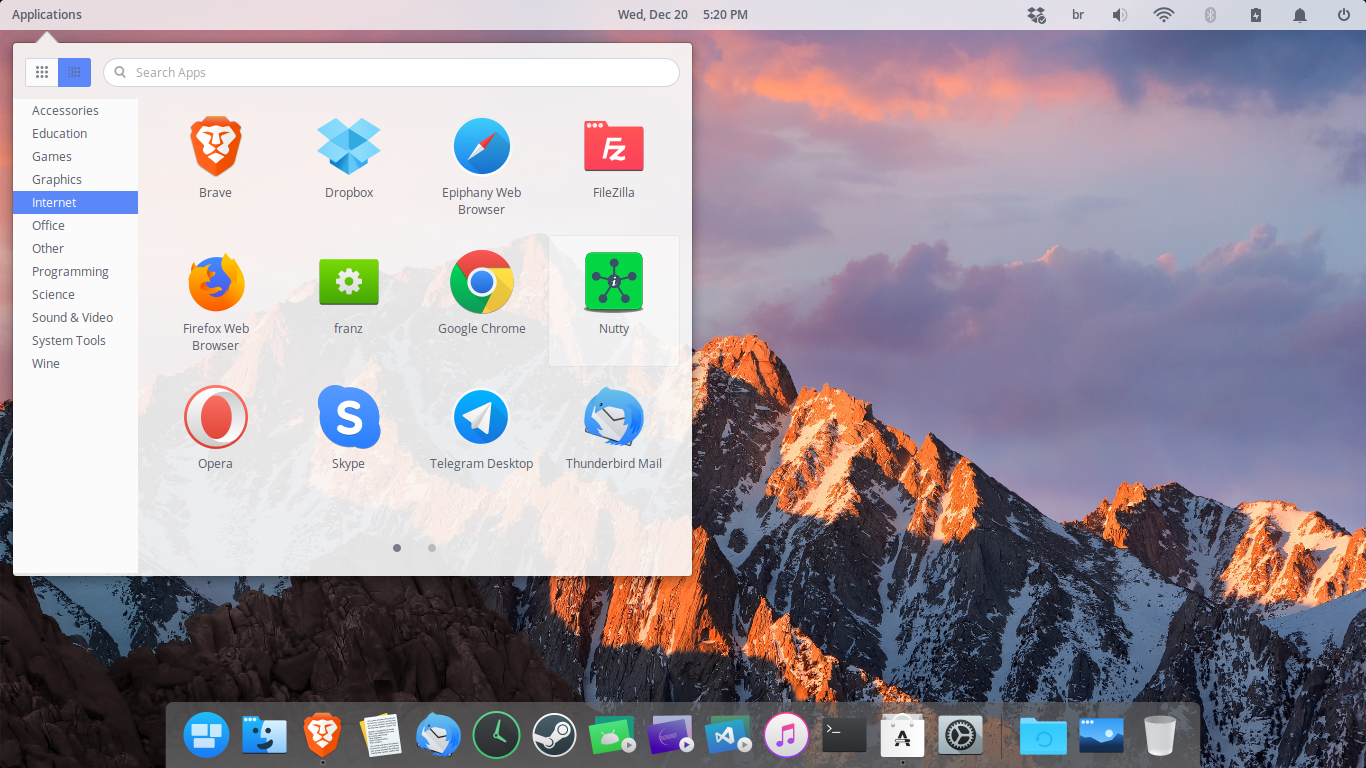 Applications
Wed, Dec 20 5:20 PM
br
Search Apps
Accessories
Education
Games
Graphics
Internet
Office
Other
Programming
Science
Sound & Video
System Tools
Wine
Brave
Dropbox
Epiphany Web
Browser
Fz
FileZilla
Firefox Web
Browser
franz
Google Chrome
i
Nutty
Opera
S
Skype
Telegram Desktop
Thunderbird Mail
>_
A